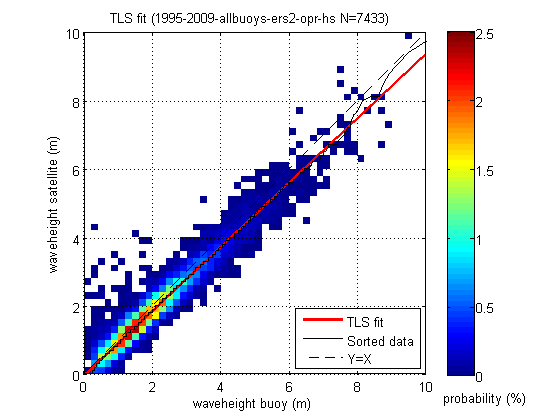 TLS fit (1995-2009-allbuoys-ers2-opr-hs N=7433)
10
8
6
4
2
0
waveheight satellite (m)
0 2 4 6 8 10
waveheight buoy (m)
TLS fit
Sorted data
Y=X
2.5
2
1.5
1
0.5
0
probability (%)